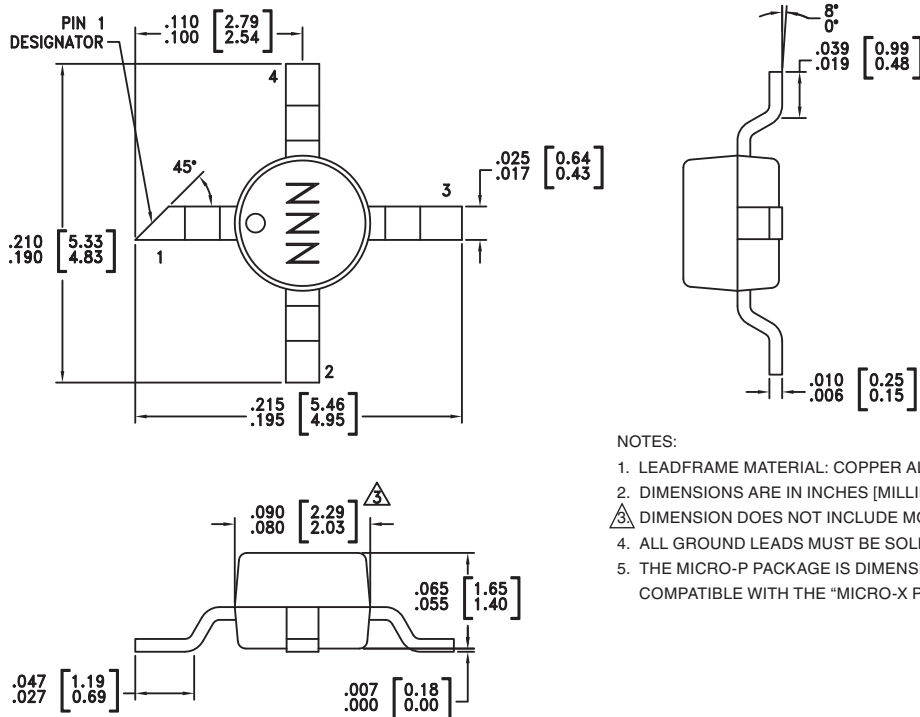 PIN 1
DESIGNATOR
.110 [2.79
.100 2.54]
4
45°
NNN
3
1
2
.025 [0.64
.017 0.43]
.210 [5.33
.190 4.83]
.215 [5.46
.195 4.95]
8°
0°
.039 [0.99
.019 0.48]
.010 [0.25
.006 0.15]
NOTES:
1. LEADFRAME MATERIAL: COPPER
2. DIMENSIONS ARE IN INCHES
3. DIMENSION DOES NOT INCLUDE
4. ALL GROUND LEADS MUST BE
5. THE MICRO-P PACKAGE IS
COMPATIBLE WITH THE “MICRO-X
.090 [2.29
.080 2.03]
3
.065 [1.65
.055 1.40]
.047 [1.19
.027 0.69]
.007 [0.18
.000 0.00]